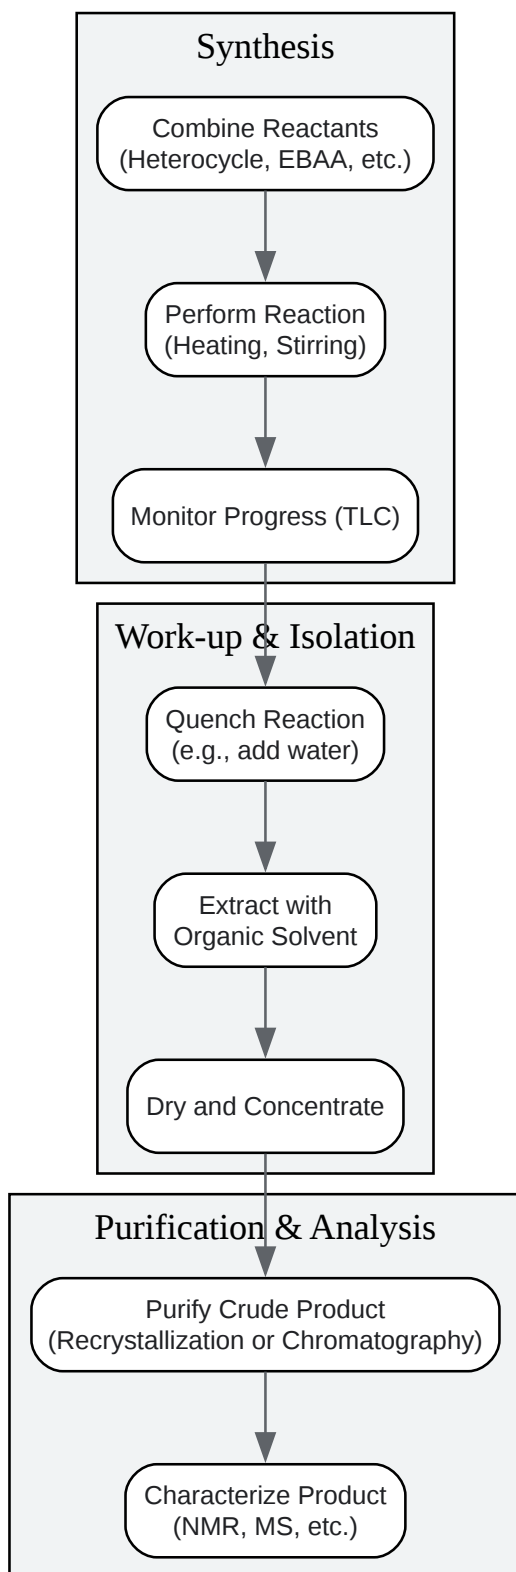 Synthesis
Combine Reactants
(Heterocycle, EBAA, etc.)
Perform Reaction
(Heating, Stirring)
Monitor Progress (TLC)
Work-up & Isolation
Quench Reaction
(e.g., add water)
Extract with
Organic Solvent
Dry and Concentrate
Purification & Analysis
Purify Crude Product
(Recrystallization or Chromatography)
Characterize Product
(NMR, MS, etc.)